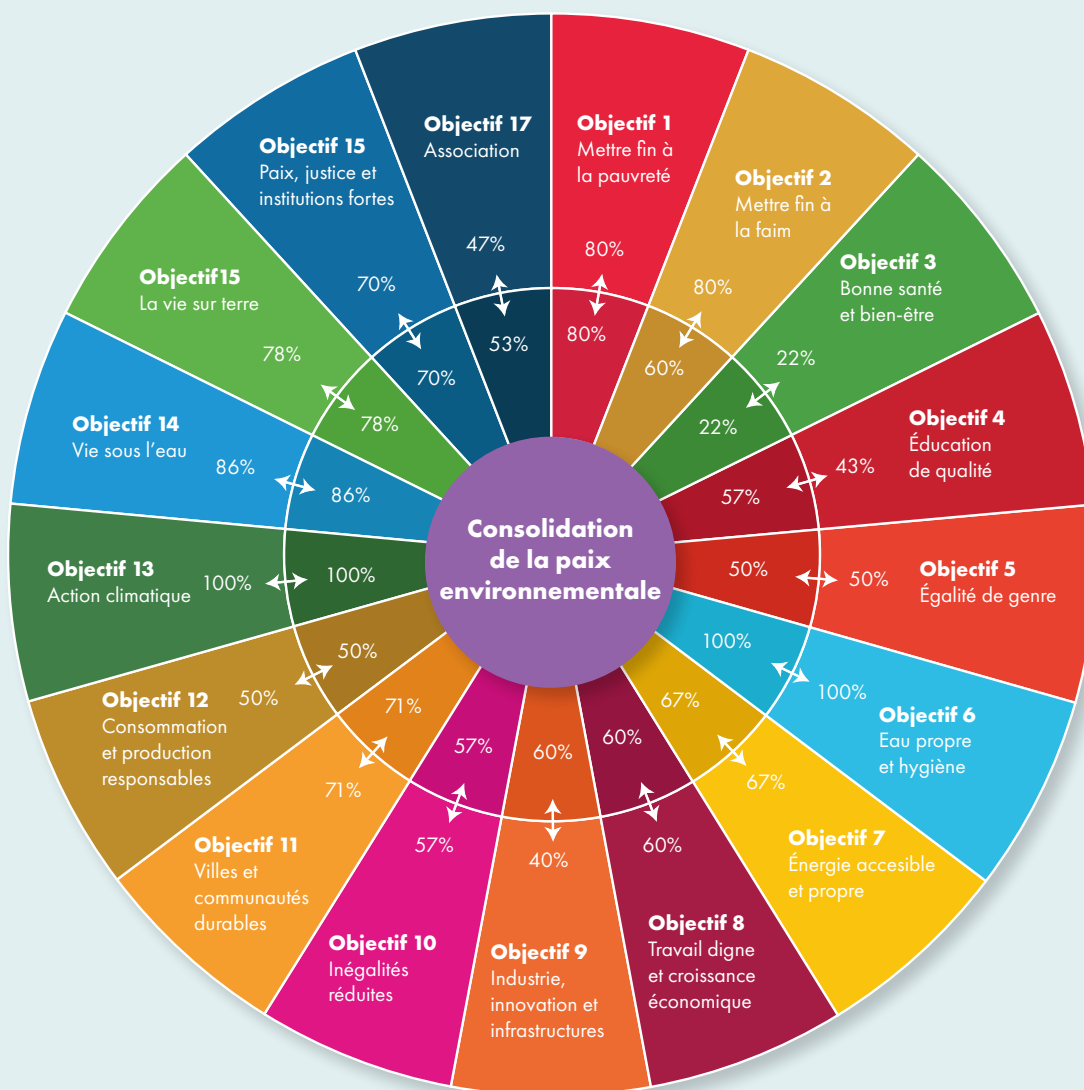 Objectif 1
Mettre fin à
la pauvreté
80%
80%
Objectif 2
Mettre fin à
la faim
80%
60%
Objectif 3
Bonne santé
et bien-être
22%
22%
Objectif 4
Éducation
de qualité
43%
57%
Objectif 5
Égalité de genre
50%
50%
Objectif 6
Eau propre
et hygiène
100%
100%
Objectif 7
Énergie accesible
et propre
67%
67%
Objectif 8
Travail digne
et croissance
économique
60%
60%
Objectif 9
Industrie,
innovation et
infrastructures
40%
60%
Objectif 10
Inégalités
réduites
57%
57%
Objectif 11
Villes et
communautés
durables
71%
71%
Objectif 12
Consommation
et production
responsables
50%
50%
Objectif 13
Action climatique
100%
100%
Objectif 14
Vie sous l'eau
86%
86%
Objectif15
La vie sur terre
78%
78%
Objectif 15
Paix, justice et
institutions fortes
70%
70%
Objectif 17
Association
47%
53%
Consolidation
de la paix
environnementale